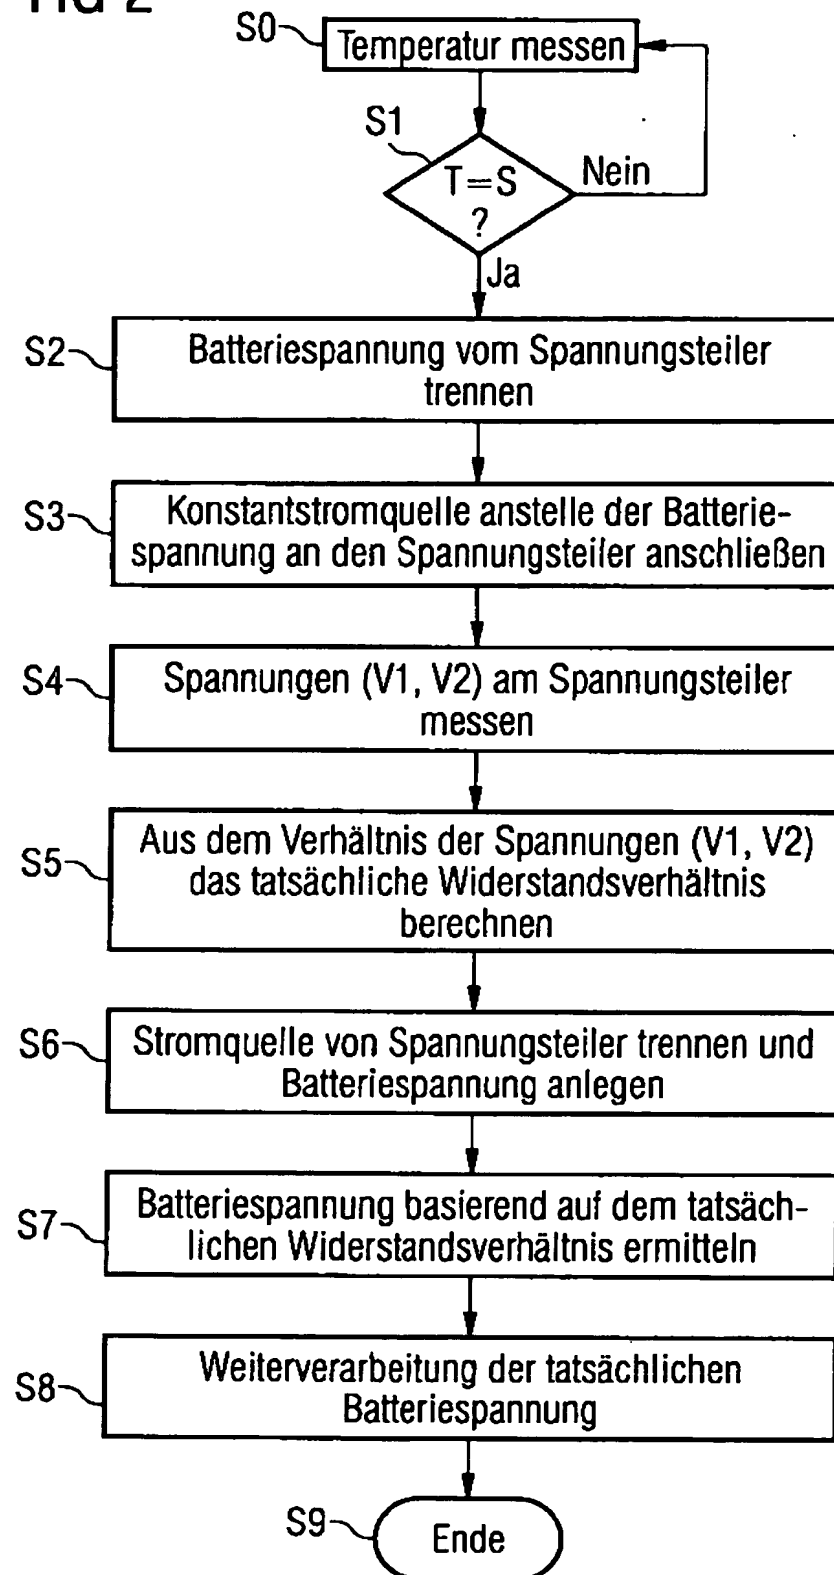 FIG 2
S0
Temperatur messen
S1
T=S
?
Nein
Ja
S2
Batteriespannung vom Spannungsteiler
trennen
S3
Konstantstromquelle anstelle der Batterie-
spannung an den Spannungsteiler anschließen
S4
Spannungen (V1, V2) am Spannungsteiler
messen
S5
Aus dem Verhältnis der Spannungen (V1, V2)
das tatsächliche Widerstandsverhältnis
berechnen
S6
Stromquelle von Spannungsteiler trennen und
Batteriespannung anlegen
S7
Batteriespannung basierend auf dem tatsäch-
lichen Widerstandsverhältnis ermitteln
S8
Weiterverarbeitung der tatsächlichen
Batteriespannung
S9
Ende